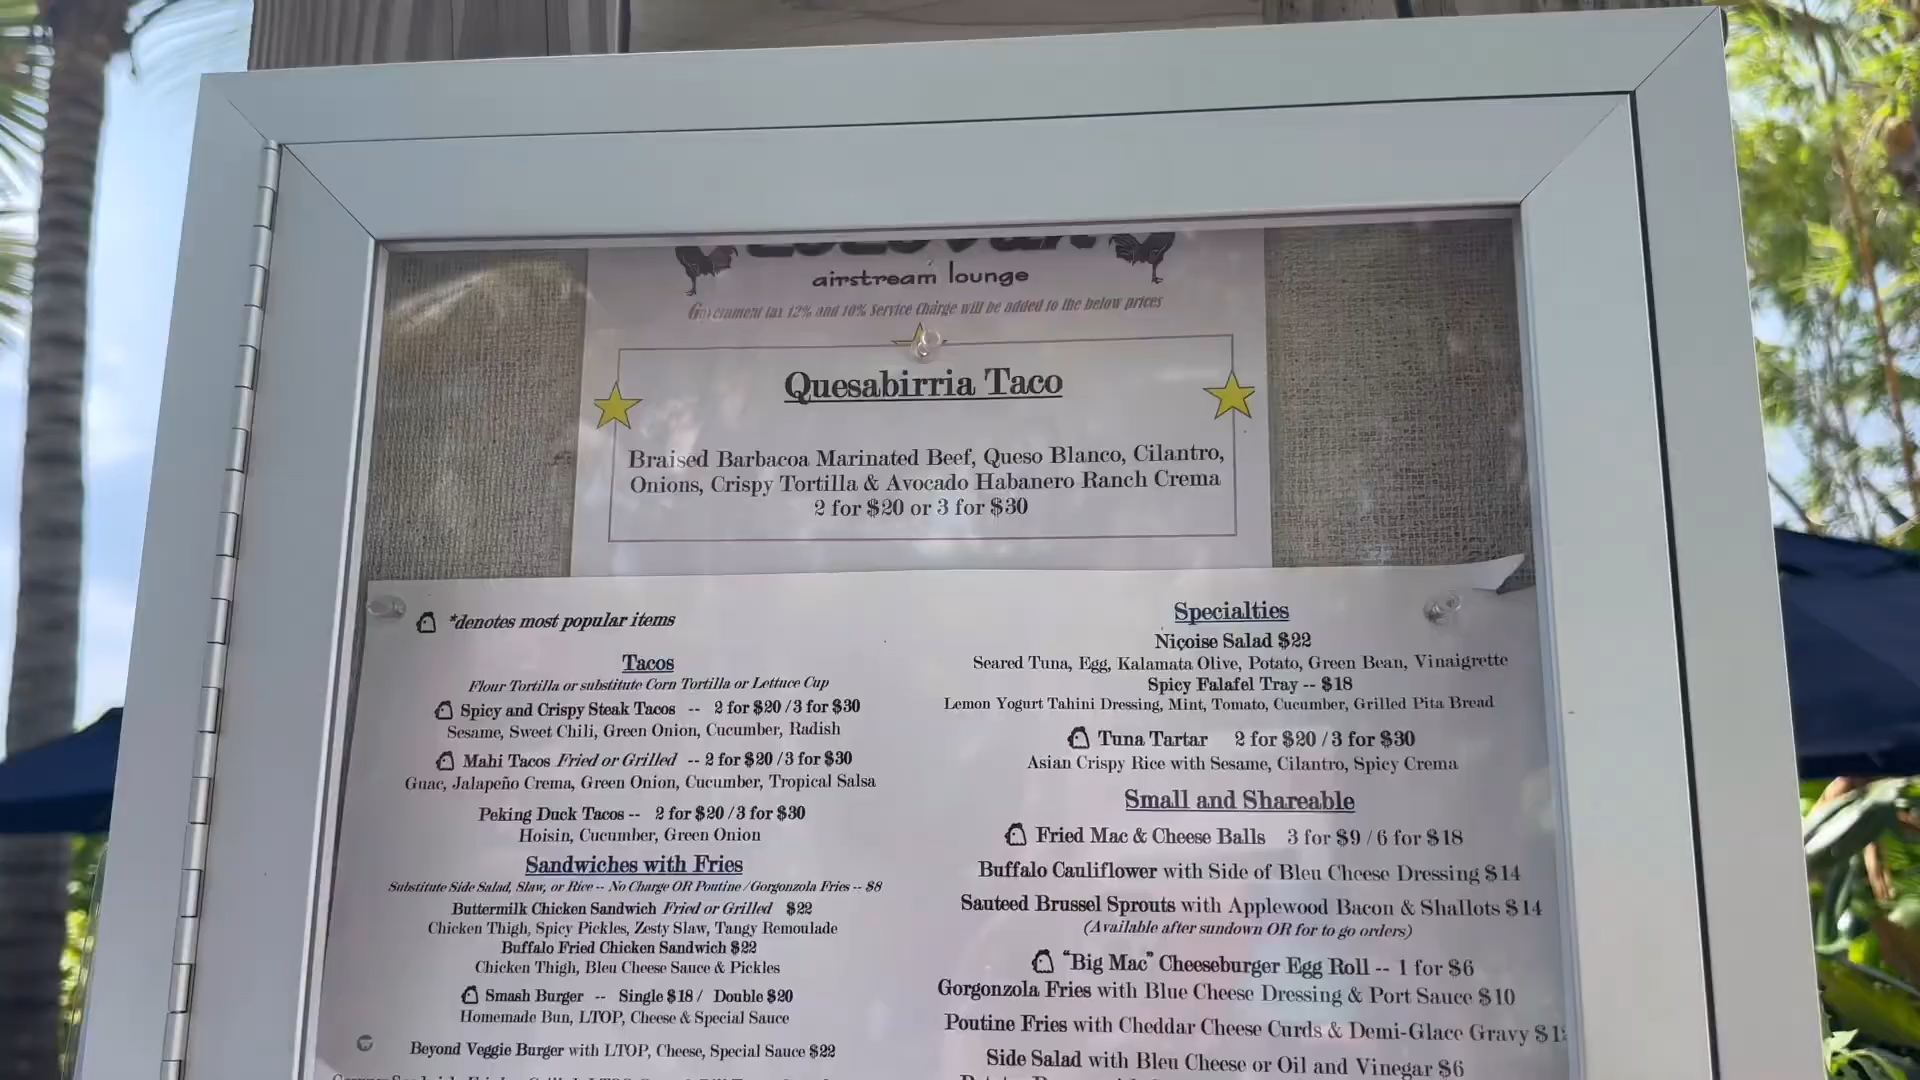 airstream lounge
Government tax 12% and 10% Service Charge will be added to the below prices
Quesabirria Taco
Braised Barbacoa Marinated Beef, Queso Blanco, Cilantro,
Onions, Crispy Tortilla & Avocado Habanero Ranch Crema
2 for $20 or 3 for $30
*denotes most popular items
Tacos
Flour Tortilla or substitute Corn Tortilla or Lettuce Cup
Spicy and Crispy Steak Tacos -- 2 for $20 / 3 for $30
Sesame, Sweet Chili, Green Onion, Cucumber, Radish
Mahi Tacos Fried or Grilled -- 2 for $20 / 3 for $30
Guac, Jalapeño Crema, Green Onion, Cucumber, Tropical Salsa
Peking Duck Tacos -- 2 for $20 / 3 for $30
Hoisin, Cucumber, Green Onion
Sandwiches with Fries
Substitute Side Salad, Slaw, or Rice -- No Charge OR Poutine / Gorgonzola Fries -- $8
Buttermilk Chicken Sandwich Fried or Grilled $22
Chicken Thigh, Spicy Pickles, Zesty Slaw, Tangy Remoulade
Buffalo Fried Chicken Sandwich $22
Chicken Thigh, Bleu Cheese Sauce & Pickles
Smash Burger -- Single $18 / Double $20
Homemade Bun, LTOP, Cheese & Special Sauce
Beyond Veggie Burger with LTOP, Cheese, Special Sauce $22
Specialties
Niçoise Salad $22
Seared Tuna, Egg, Kalamata Olive, Potato, Green Bean, Vinaigrette
Spicy Falafel Tray -- $18
Lemon Yogurt Tahini Dressing, Mint, Tomato, Cucumber, Grilled Pita Bread
Tuna Tartar 2 for $20 / 3 for $30
Asian Crispy Rice with Sesame, Cilantro, Spicy Crema
Small and Shareable
Fried Mac & Cheese Balls 3 for $9 / 6 for $18
Buffalo Cauliflower with Side of Bleu Cheese Dressing $14
Sauteed Brussel Sprouts with Applewood Bacon & Shallots $14
(Available after sundown OR for to go orders)
"Big Mac" Cheeseburger Egg Roll -- 1 for $6
Gorgonzola Fries with Blue Cheese Dressing & Port Sauce $10
Poutine Fries with Cheddar Cheese Curds & Demi-Glace Gravy
Side Salad with Bleu Cheese or Oil and Vinegar $6